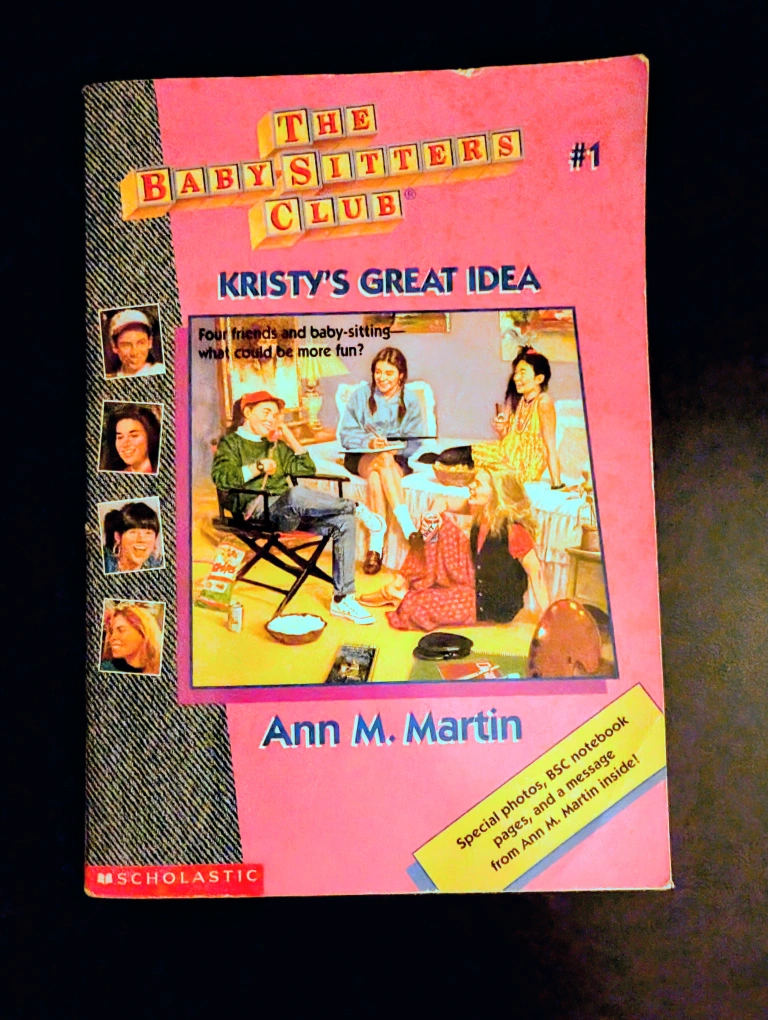 THE
BABY-SITTERS
CLUB®
#1
KRISTY'S GREAT IDEA
Four friends and baby-sitting—
what could be more fun?
Ann M. Martin
Special photos, BSC notebook
pages, and a message
from Ann M. Martin inside!
SCHOLASTIC